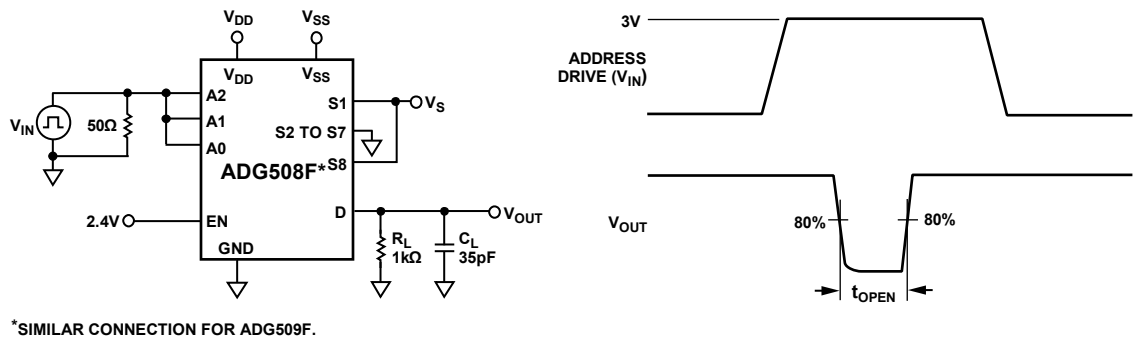 VDD
VSS
VDD
VSS
A2
S1
VS
VIN
50Ω
A1
S2 TO S7
A0
ADG508F*
S8
2.4V
EN
D
VOUT
RL
1kΩ
CL
35pF
GND
*SIMILAR CONNECTION FOR ADG509F.
3V
ADDRESS
DRIVE (VIN)
VOUT
80%
80%
tOPEN